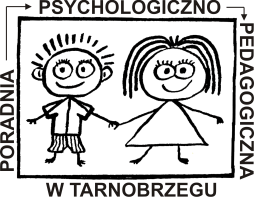 PORADNIA
PSYCHOLOGICZNO
PEDAGOGICZNA
W TARNOBRZEGU